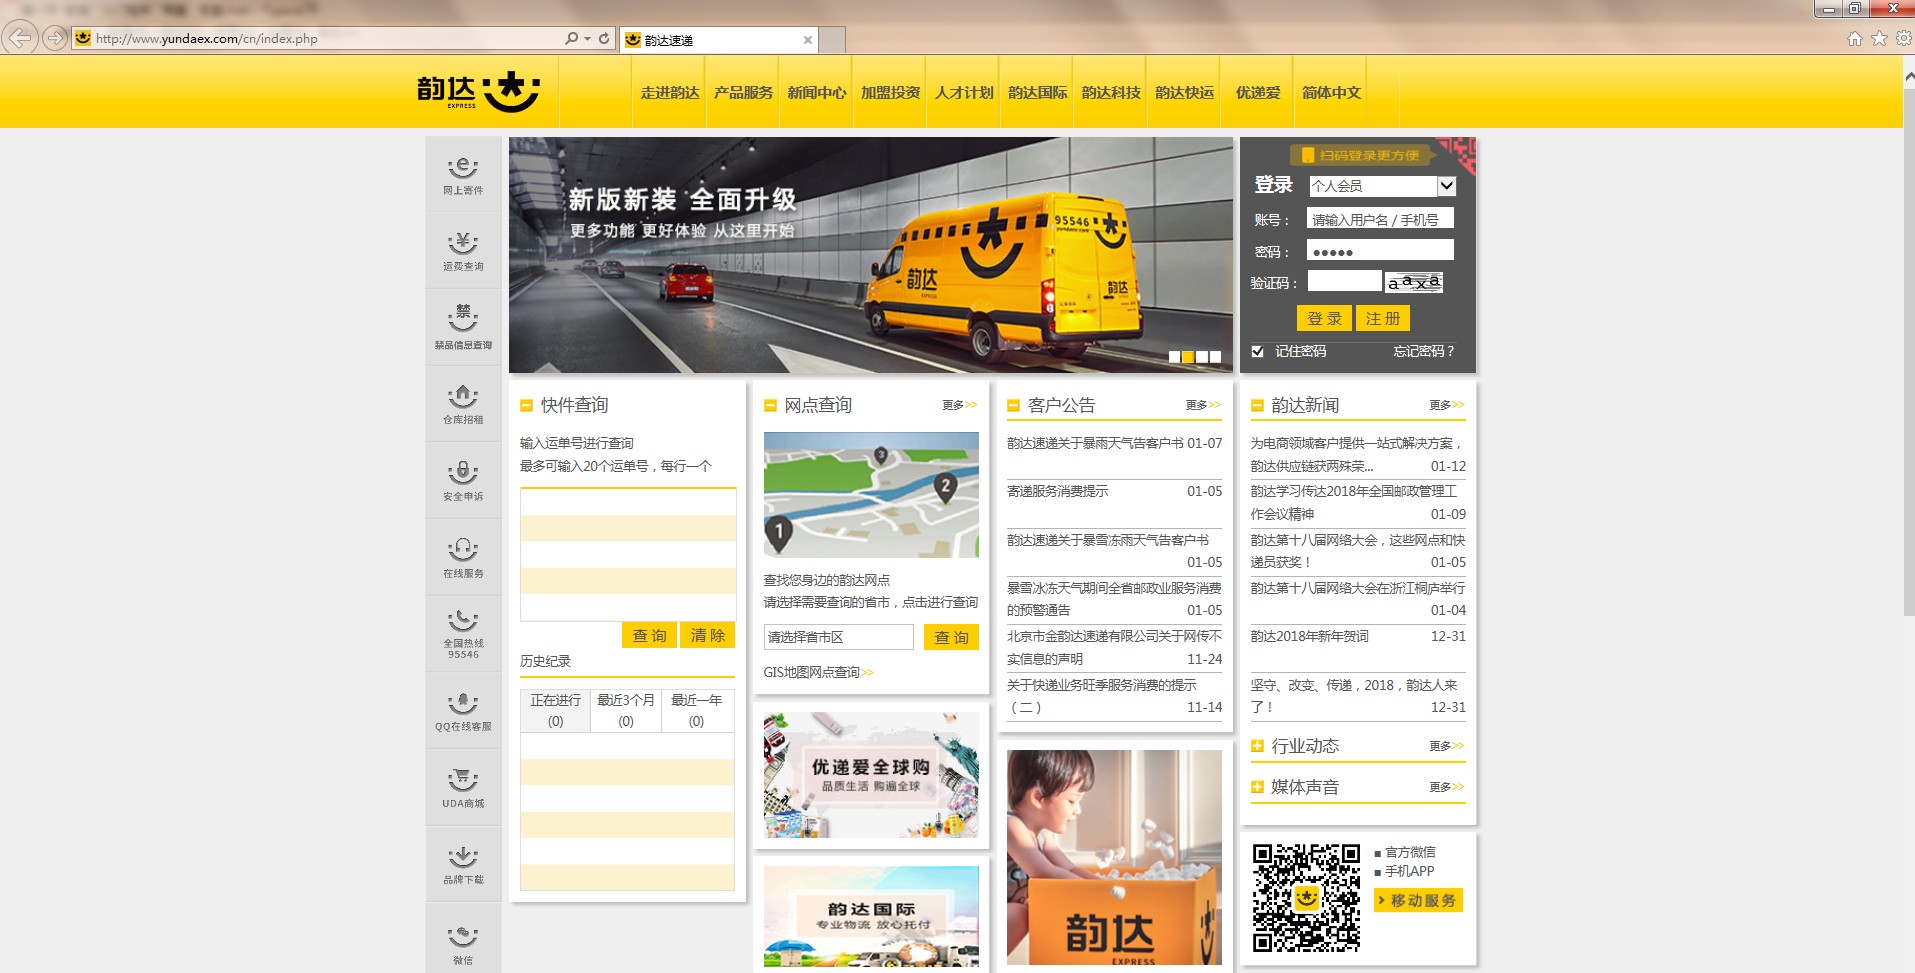 http://www.yundaex.com/cn/index.php
韵达速递
韵达
EXPRESS
走进韵达 产品服务 新闻中心 加盟投资 人才计划 韵达国际 韵达科技 韵达快运 优递爱 简体中文
网上寄件
运费查询
禁
禁品信息查询
仓库招租
安全申诉
在线服务
全国热线
95546
QQ在线客服
UDA商城
品牌下载
微信
新版新装 全面升级
更多功能 更好体验 从这里开始
95546
yundaex.com
韵达
EXPRESS
韵达
扫码登录更方便
登录 个人会员
账号： 请输入用户名 / 手机号
密码： ●●●●●
验证码： aaxa
登 录 注 册
记住密码 忘记密码？
快件查询
输入运单号进行查询
最多可输入20个运单号，每行一个
查 询 清 除
历史纪录
正在进行 最近3个月 最近一年
(0) (0) (0)
网点查询 更多>>
3
2
1
查找您身边的韵达网点
请选择需要查询的省市，点击进行查询
请选择省市区 查 询
GIS地图网点查询>>
优递爱全球购
品质生活 购遍全球
韵达国际
专业物流 放心托付
客户公告 更多>>
韵达速递关于暴雨天气告客户书 01-07
寄递服务消费提示 01-05
韵达速递关于暴雪冻雨天气告客户书
01-05
暴雪冰冻天气期间全省邮政业服务消费
的预警通告 01-05
北京市金韵达速递有限公司关于网传不
实信息的声明 11-24
关于快递业务旺季服务消费的提示
（二） 11-14
韵达
EXPRESS
韵达新闻 更多>>
为电商领域客户提供一站式解决方案，
韵达供应链获两殊荣... 01-12
韵达学习传达2018年全国邮政管理工
作会议精神 01-09
韵达第十八届网络大会，这些网点和快
递员获奖！ 01-05
韵达第十八届网络大会在浙江桐庐举行
01-04
韵达2018年新年贺词 12-31
坚守、改变、传递，2018，韵达人来
了！ 12-31
行业动态 更多>>
媒体声音 更多>>
■ 官方微信
■ 手机APP
移动服务